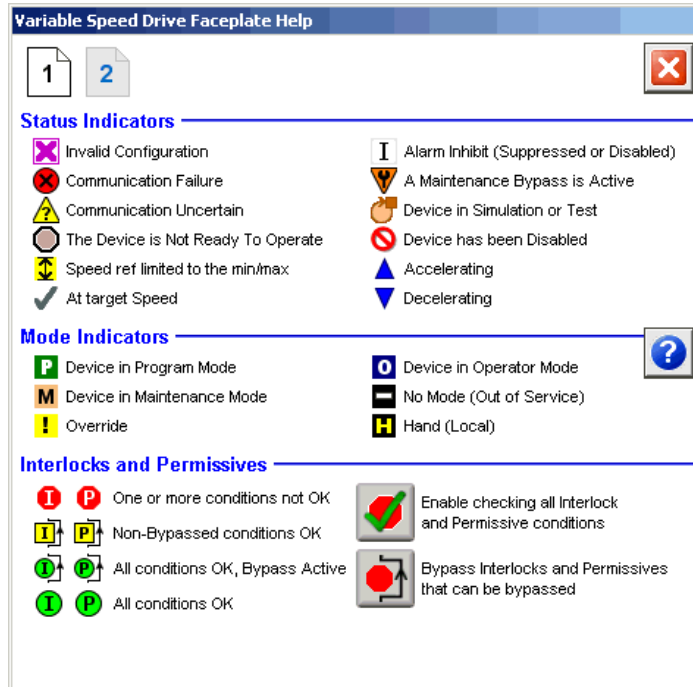 Variable Speed Drive Faceplate Help
1 2
Status Indicators
Invalid Configuration
I Alarm Inhibit (Suppressed or Disabled)
Communication Failure
A Maintenance Bypass is Active
? Communication Uncertain
Device in Simulation or Test
The Device is Not Ready To Operate
Device has been Disabled
Speed ref limited to the min/max
Accelerating
At target Speed
Decelerating
Mode Indicators
?
P Device in Program Mode
O Device in Operator Mode
M Device in Maintenance Mode
No Mode (Out of Service)
! Override
H Hand (Local)
Interlocks and Permissives
I P One or more conditions not OK
I P Non-Bypassed conditions OK
I P All conditions OK, Bypass Active
I P All conditions OK
Enable checking all Interlock
and Permissive conditions
Bypass Interlocks and Permissives
that can be bypassed